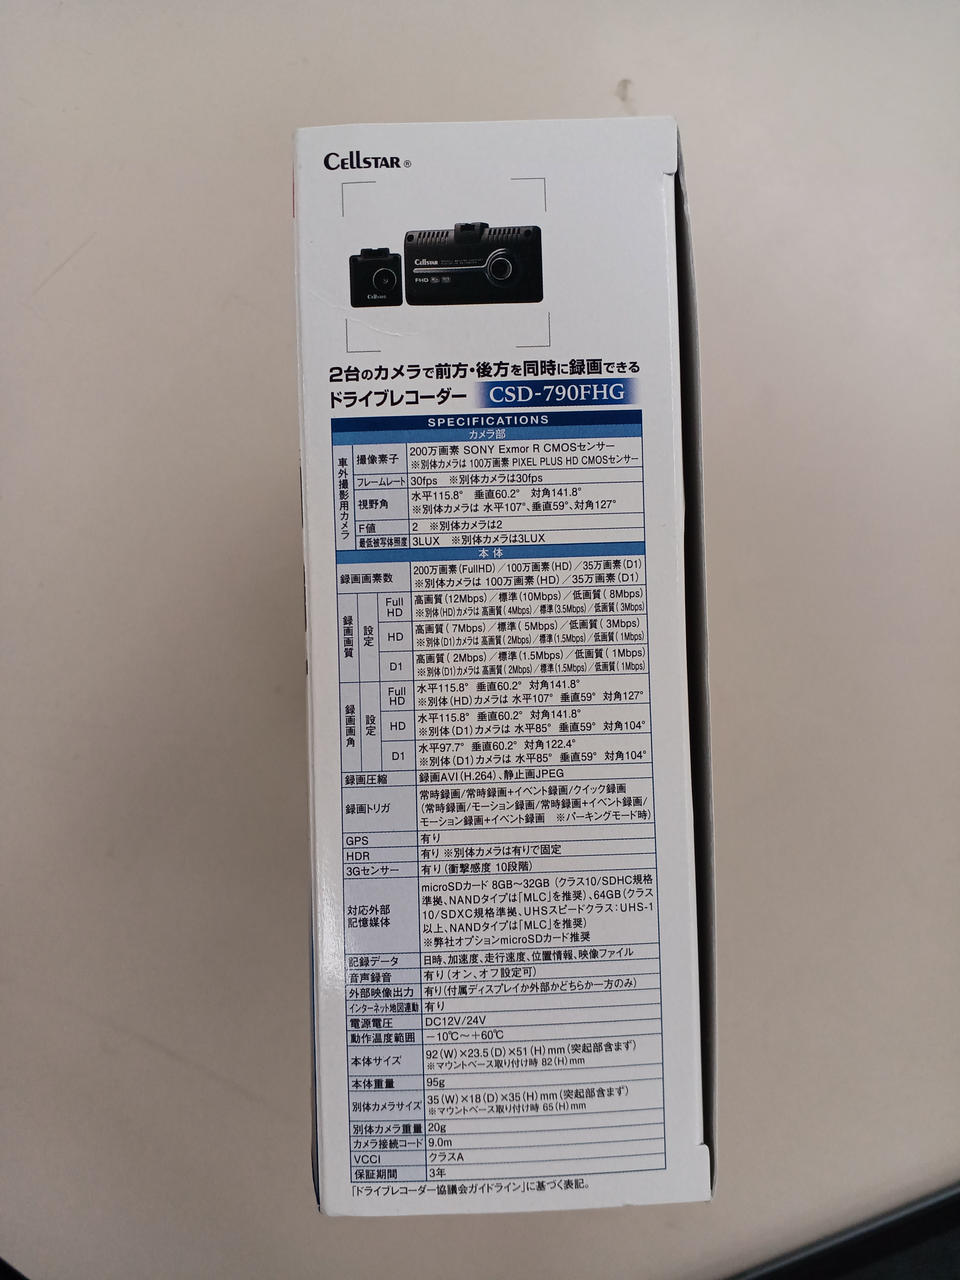 CELLSTAR®
CELLSTAR
FHD
CELLSTAR
2台のカメラで前方・後方を同時に録画できる
ドライブレコーダー CSD-790FHG
SPECIFICATIONS
カメラ部
車外撮影用カメラ
撮像素子 200万画素 SONY Exmor R CMOSセンサー
※別体カメラは 100万画素 PIXEL PLUS HD CMOSセンサー
フレームレート 30fps ※別体カメラは30fps
視野角 水平115.8° 垂直60.2° 対角141.8°
※別体カメラは 水平107°、垂直59°、対角127°
F値 2 ※別体カメラは2
最低被写体照度 3LUX ※別体カメラは3LUX
本体
録画画素数 200万画素(FullHD)/100万画素(HD)/35万画素(D1)
※別体カメラは 100万画素(HD)/35万画素(D1)
録画画質 設定
Full HD 高画質(12Mbps)/標準(10Mbps)/低画質(8Mbps)
※別体(HD)カメラは高画質(4Mbps)/標準(3.5Mbps)/低画質(3Mbps)
HD 高画質(7Mbps)/標準(5Mbps)/低画質(3Mbps)
※別体(D1)カメラは高画質(2Mbps)/標準(1.5Mbps)/低画質(1Mbps)
D1 高画質(2Mbps)/標準(1.5Mbps)/低画質(1Mbps)
※別体(D1)カメラは高画質(2Mbps)/標準(1.5Mbps)/低画質(1Mbps)
録画画角 設定
Full HD 水平115.8° 垂直60.2° 対角141.8°
※別体(HD)カメラは 水平107° 垂直59° 対角127°
HD 水平115.8° 垂直60.2° 対角141.8°
※別体(D1)カメラは 水平85° 垂直59° 対角104°
D1 水平97.7° 垂直60.2° 対角122.4°
※別体(D1)カメラは 水平85° 垂直59° 対角104°
録画圧縮 録画AVI(H.264)、静止画JPEG
録画トリガ 常時録画/常時録画+イベント録画/クイック録画
(常時録画/モーション録画/常時録画+イベント録画/
モーション録画+イベント録画 ※パーキングモード時)
GPS 有り
HDR 有り ※別体カメラは有りで固定
3Gセンサー 有り(衝撃感度 10段階)
対応外部記憶媒体 microSDカード 8GB〜32GB (クラス10/SDHC規格
準拠、NANDタイプは「MLC」を推奨)、64GB(クラス
10/SDXC規格準拠、UHSスピードクラス:UHS-1
以上、NANDタイプは「MLC」を推奨)
※弊社オプションmicroSDカード推奨
記録データ 日時、加速度、走行速度、位置情報、映像ファイル
音声録音 有り(オン、オフ設定可)
外部映像出力 有り(付属ディスプレイか外部かどちらか一方のみ)
インターネット地図連動 有り
電源電圧 DC12V/24V
動作温度範囲 −10℃〜+60℃
本体サイズ 92(W)×23.5(D)×51(H)mm(突起部含まず)
※マウントベース取り付け時 82(H)mm
本体重量 95g
別体カメラサイズ 35(W)×18(D)×35(H)mm(突起部含まず)
※マウントベース取り付け時 65(H)mm
別体カメラ重量 20g
カメラ接続コード 9.0m
VCCI クラスA
保証期間 3年
「ドライブレコーダー協議会ガイドライン」に基づく表記。